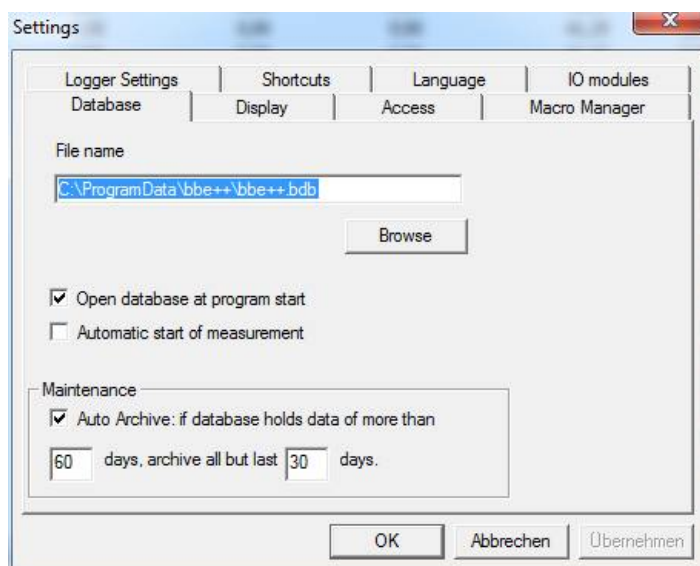 Settings
Logger Settings Shortcuts Language IO modules
Database Display Access Macro Manager
File name
C:\ProgramData\bbe++\bbe++.bdb
Browse
Open database at program start
Automatic start of measurement
Maintenance
Auto Archive: if database holds data of more than
60 days, archive all but last 30 days.
OK Abbrechen Übernehmen